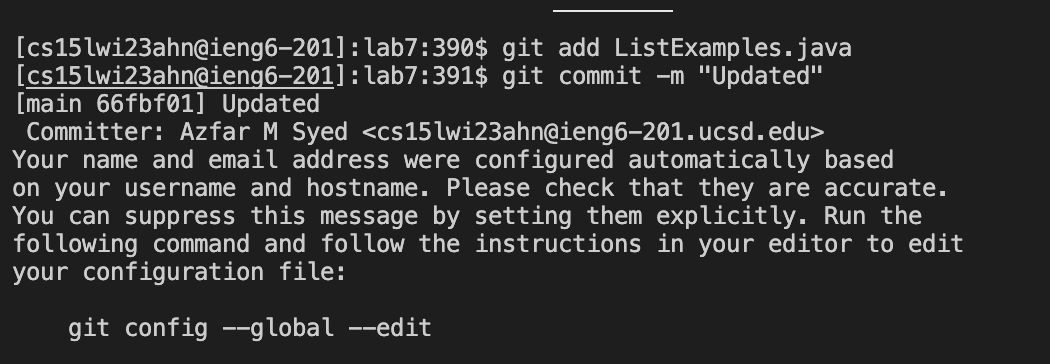 [cs15lwi23ahn@ieng6-201]:lab7:390$ git add ListExamples.java
[cs15lwi23ahn@ieng6-201]:lab7:391$ git commit -m "Updated"
[main 66fbf01] Updated
 Committer: Azfar M Syed <cs15lwi23ahn@ieng6-201.ucsd.edu>
Your name and email address were configured automatically based
on your username and hostname. Please check that they are accurate.
You can suppress this message by setting them explicitly. Run the
following command and follow the instructions in your editor to edit
your configuration file:

    git config --global --edit